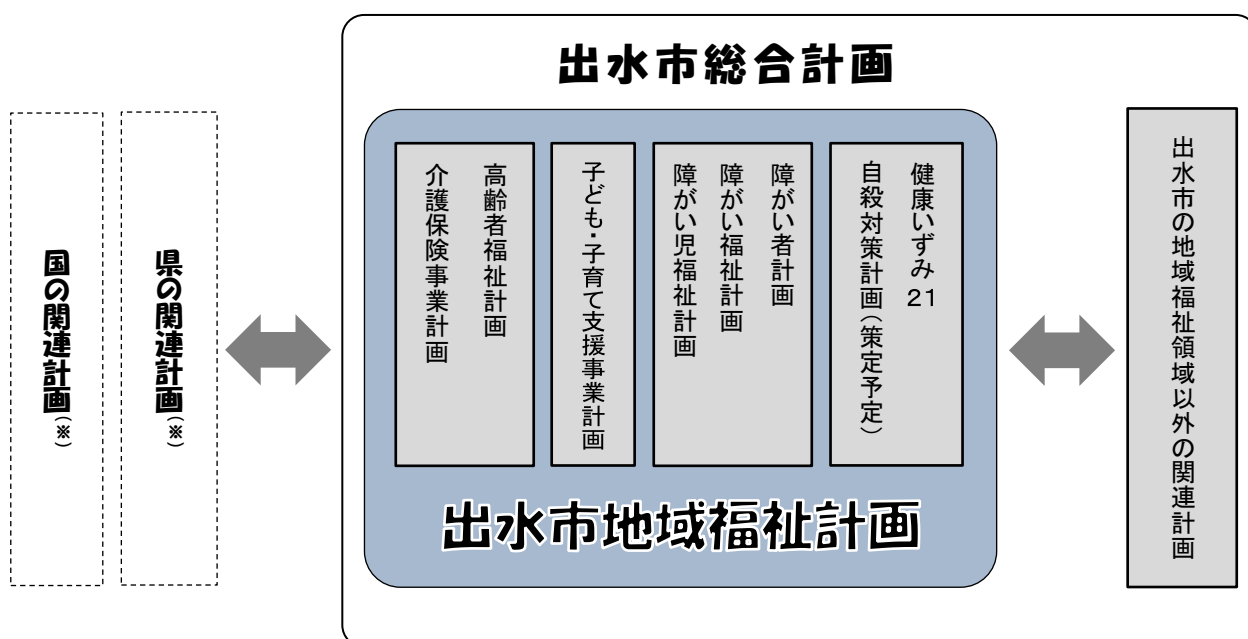 出水市総合計画
健康いずみ21
自殺対策計画（策定予定）
障がい者計画
障がい福祉計画
障がい児福祉計画
子ども・子育て支援事業計画
高齢者福祉計画
介護保険事業計画
出水市地域福祉計画
県の関連計画（※）
国の関連計画（※）
出水市の地域福祉領域以外の関連計画